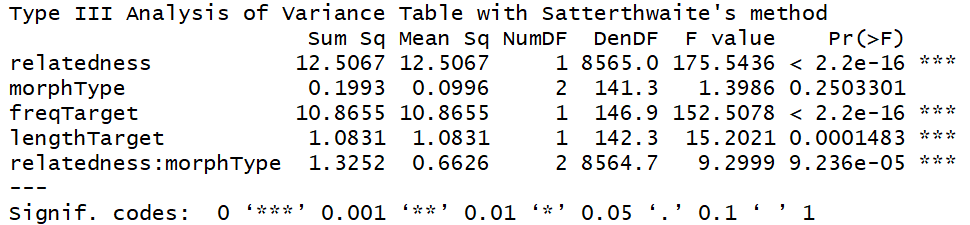 Type III Analysis of Variance Table with Satterthwaite's method
                     Sum Sq Mean Sq NumDF  DenDF  F value    Pr(>F)    
relatedness         12.5067 12.5067     1 8565.0 175.5436 < 2.2e-16 ***
morphType            0.1993  0.0996     2  141.3   1.3986 0.2503301    
freqTarget          10.8655 10.8655     1  146.9 152.5078 < 2.2e-16 ***
lengthTarget         1.0831  1.0831     1  142.3  15.2021 0.0001483 ***
relatedness:morphType  1.3252  0.6626     2 8564.7   9.2999 9.236e-05 ***
---
Signif. codes:  0 ‘***’ 0.001 ‘**’ 0.01 ‘*’ 0.05 ‘.’ 0.1 ‘ ’ 1